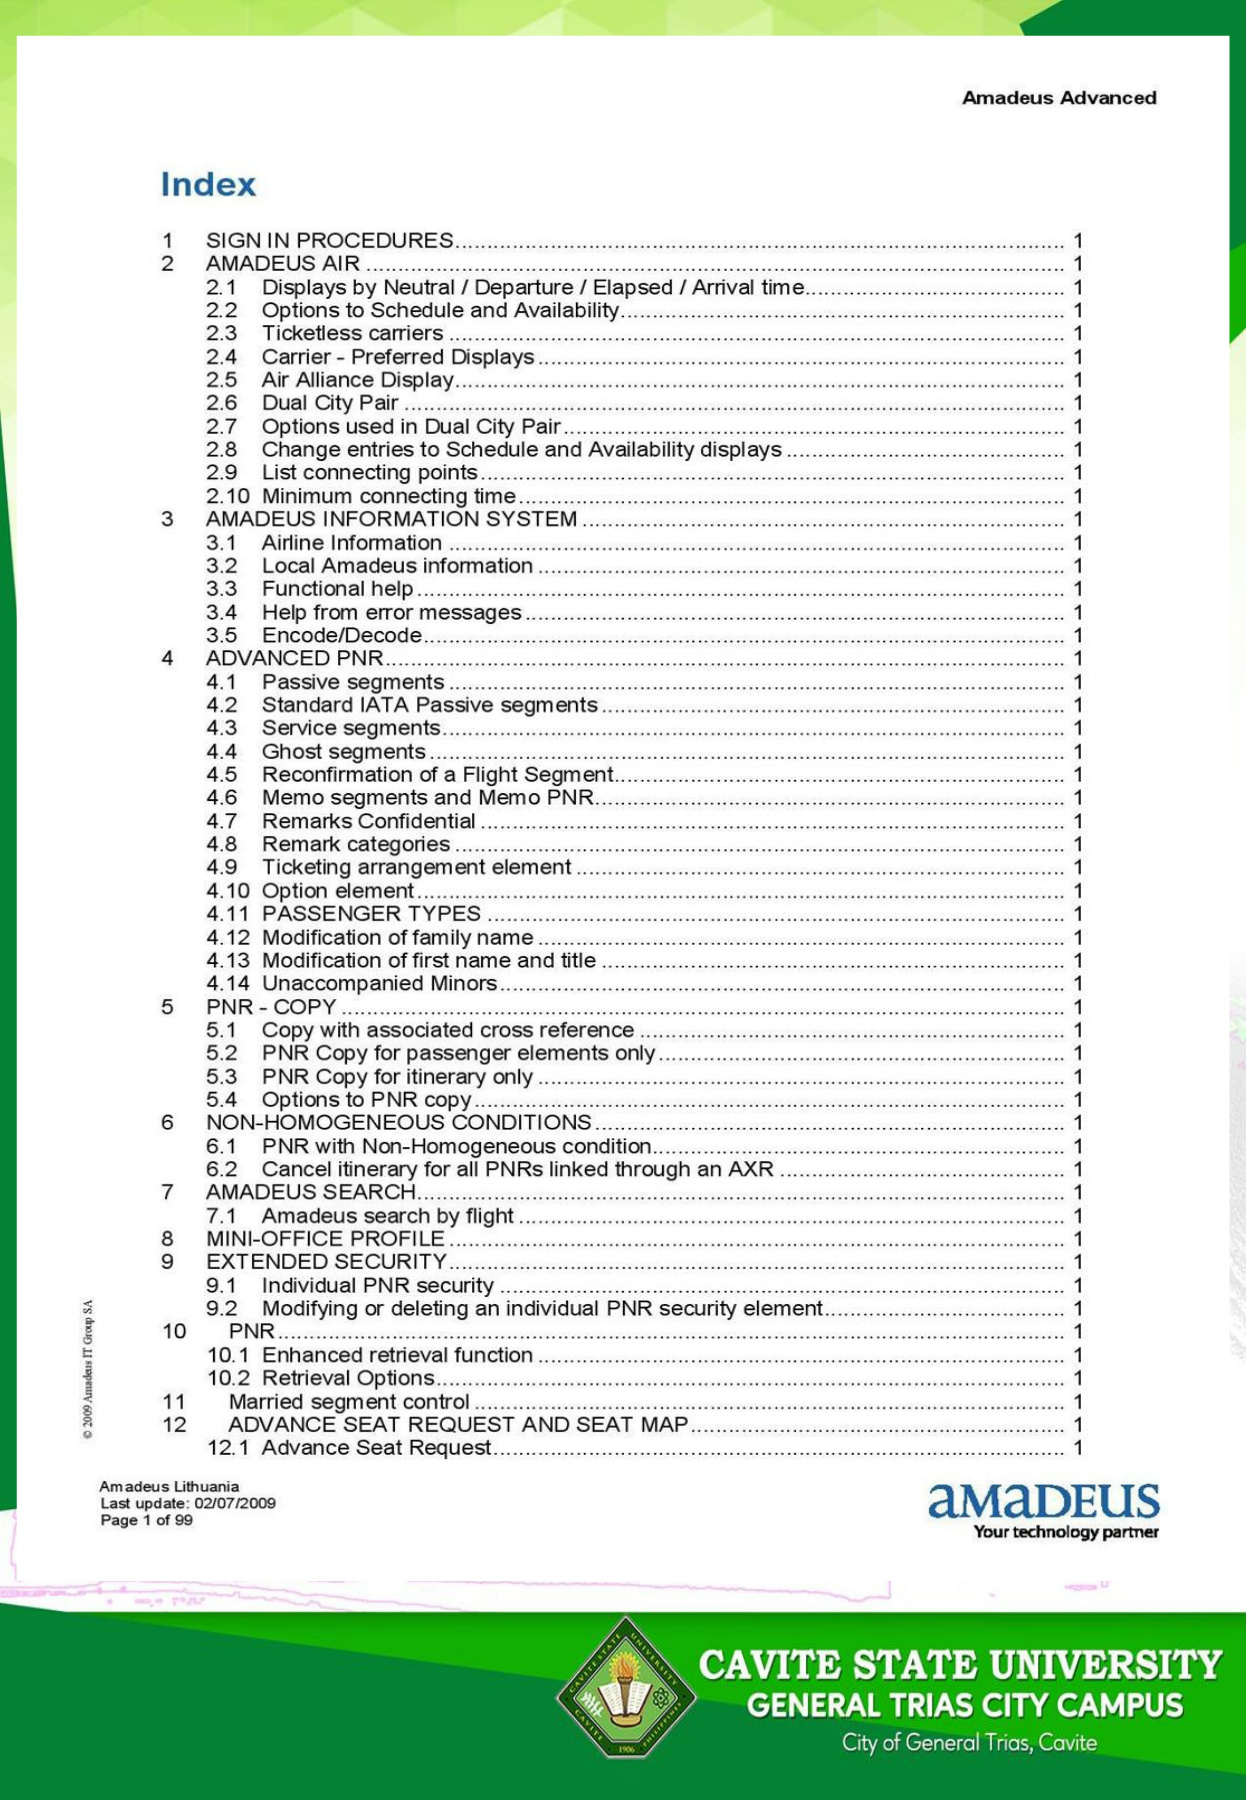 Amadeus Advanced
Index
1 SIGN IN PROCEDURES 1
2 AMADEUS AIR 1
2.1 Displays by Neutral / Departure / Elapsed / Arrival time 1
2.2 Options to Schedule and Availability 1
2.3 Ticketless carriers 1
2.4 Carrier - Preferred Displays 1
2.5 Air Alliance Display 1
2.6 Dual City Pair 1
2.7 Options used in Dual City Pair 1
2.8 Change entries to Schedule and Availability displays 1
2.9 List connecting points 1
2.10 Minimum connecting time 1
3 AMADEUS INFORMATION SYSTEM 1
3.1 Airline Information 1
3.2 Local Amadeus information 1
3.3 Functional help 1
3.4 Help from error messages 1
3.5 Encode/Decode 1
4 ADVANCED PNR 1
4.1 Passive segments 1
4.2 Standard IATA Passive segments 1
4.3 Service segments 1
4.4 Ghost segments 1
4.5 Reconfirmation of a Flight Segment 1
4.6 Memo segments and Memo PNR 1
4.7 Remarks Confidential 1
4.8 Remark categories 1
4.9 Ticketing arrangement element 1
4.10 Option element 1
4.11 PASSENGER TYPES 1
4.12 Modification of family name 1
4.13 Modification of first name and title 1
4.14 Unaccompanied Minors 1
5 PNR - COPY 1
5.1 Copy with associated cross reference 1
5.2 PNR Copy for passenger elements only 1
5.3 PNR Copy for itinerary only 1
5.4 Options to PNR copy 1
6 NON-HOMOGENEOUS CONDITIONS 1
6.1 PNR with Non-Homogeneous condition 1
6.2 Cancel itinerary for all PNRs linked through an AXR 1
7 AMADEUS SEARCH 1
7.1 Amadeus search by flight 1
8 MINI-OFFICE PROFILE 1
9 EXTENDED SECURITY 1
9.1 Individual PNR security 1
9.2 Modifying or deleting an individual PNR security element 1
10 PNR 1
10.1 Enhanced retrieval function 1
10.2 Retrieval Options 1
11 Married segment control 1
12 ADVANCE SEAT REQUEST AND SEAT MAP 1
12.1 Advance Seat Request 1
© 2009 Amadeus IT Group SA
Amadeus Lithuania
Last update: 02/07/2009
Page 1 of 99
aMaDEUS
Your technology partner
CAVITE STATE UNIVERSITY
GENERAL TRIAS CITY CAMPUS
City of General Trias, Cavite
CAVITE STATE UNIVERSITY
CAVITE PHILIPPINES
1906